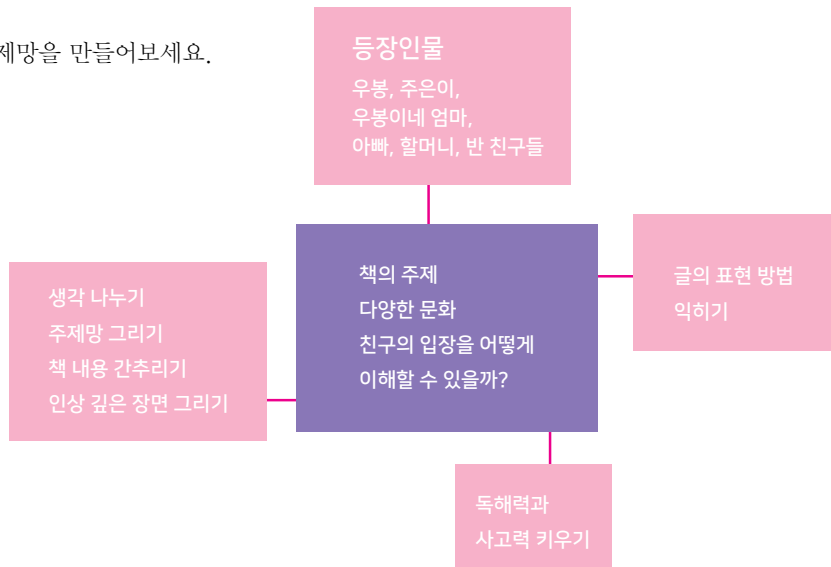 제망을 만들어보세요.
등장인물
우봉, 주은이,
우봉이네 엄마,
아빠, 할머니, 반 친구들
책의 주제
다양한 문화
친구의 입장을 어떻게
이해할 수 있을까?
글의 표현 방법
익히기
생각 나누기
주제망 그리기
책 내용 간추리기
인상 깊은 장면 그리기
독해력과
사고력 키우기